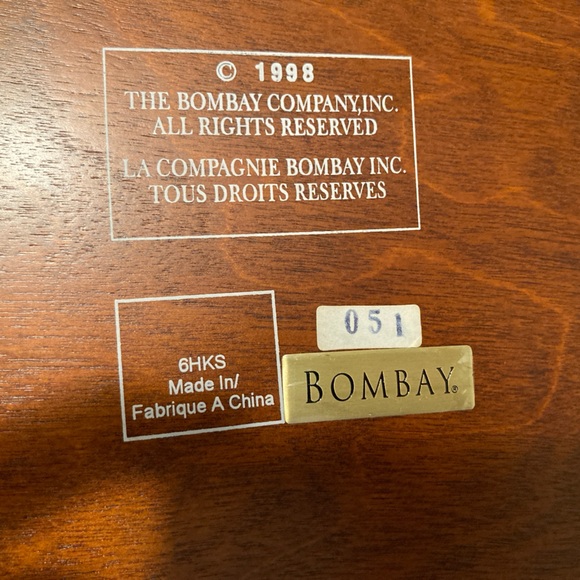 © 1998
THE BOMBAY COMPANY,INC.
ALL RIGHTS RESERVED
LA COMPAGNIE BOMBAY INC.
TOUS DROITS RESERVES
051
BOMBAY®
6HKS
Made In/
Fabrique A China